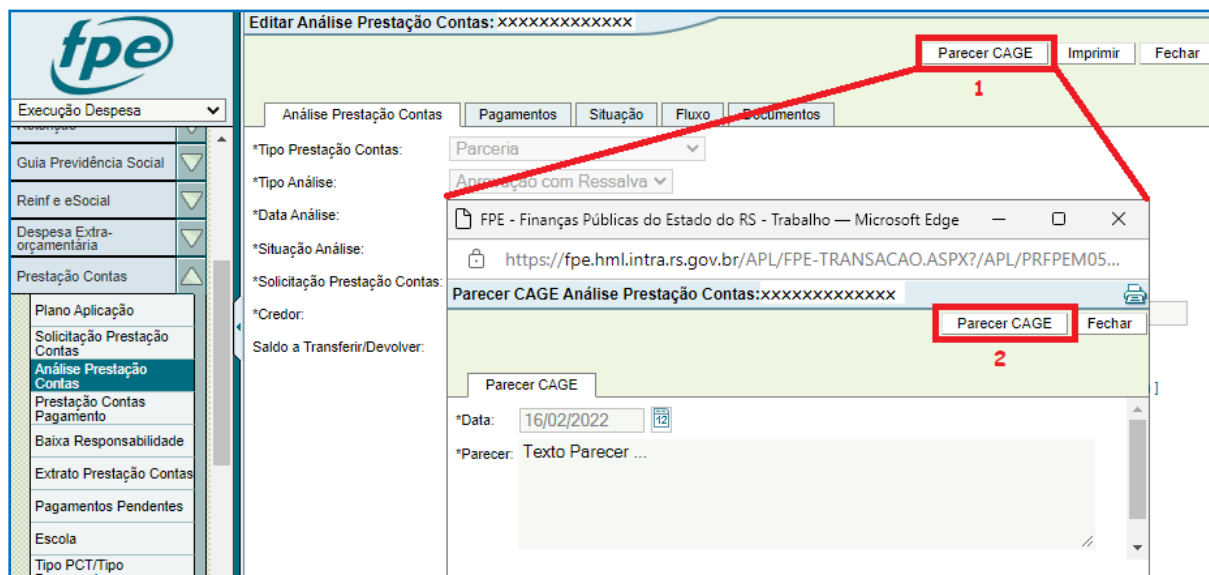 fpe
Execução Despesa
Guia Previdência Social
Reinf e eSocial
Despesa Extra-
orçamentária
Prestação Contas
Plano Aplicação
Solicitação Prestação
Contas
Análise Prestação
Contas
Prestação Contas
Pagamento
Baixa Responsabilidade
Extrato Prestação Contas
Pagamentos Pendentes
Escola
Tipo PCT/Tipo
Editar Análise Prestação Contas: xxxxxxxxxxxxx
Parecer CAGE Imprimir Fechar
1
Análise Prestação Contas Pagamentos Situação Fluxo Documentos
*Tipo Prestação Contas: Parceria
*Tipo Análise: Aprovação com Ressalva
*Data Análise:
*Situação Análise:
*Solicitação Prestação Contas:
*Credor:
Saldo a Transferir/Devolver:
FPE - Finanças Públicas do Estado do RS - Trabalho — Microsoft Edge
https://fpe.hml.intra.rs.gov.br/APL/FPE-TRANSACAO.ASPX?/APL/PRFPEM05...
Parecer CAGE Análise Prestação Contas:xxxxxxxxxxxxx
Parecer CAGE Fechar
2
Parecer CAGE
*Data: 16/02/2022 12
*Parecer: Texto Parecer ...
]